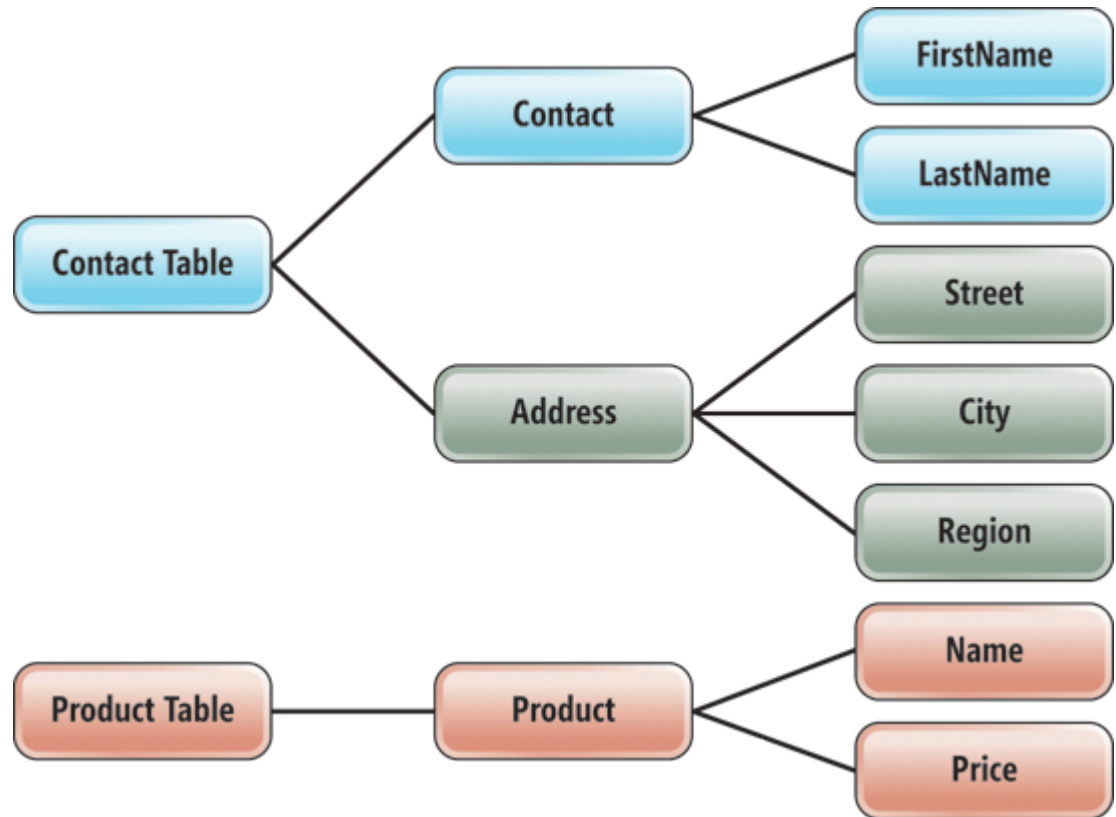 FirstName
Contact
LastName
Contact Table
Street
Address
City
Region
Name
Product Table
Product
Price